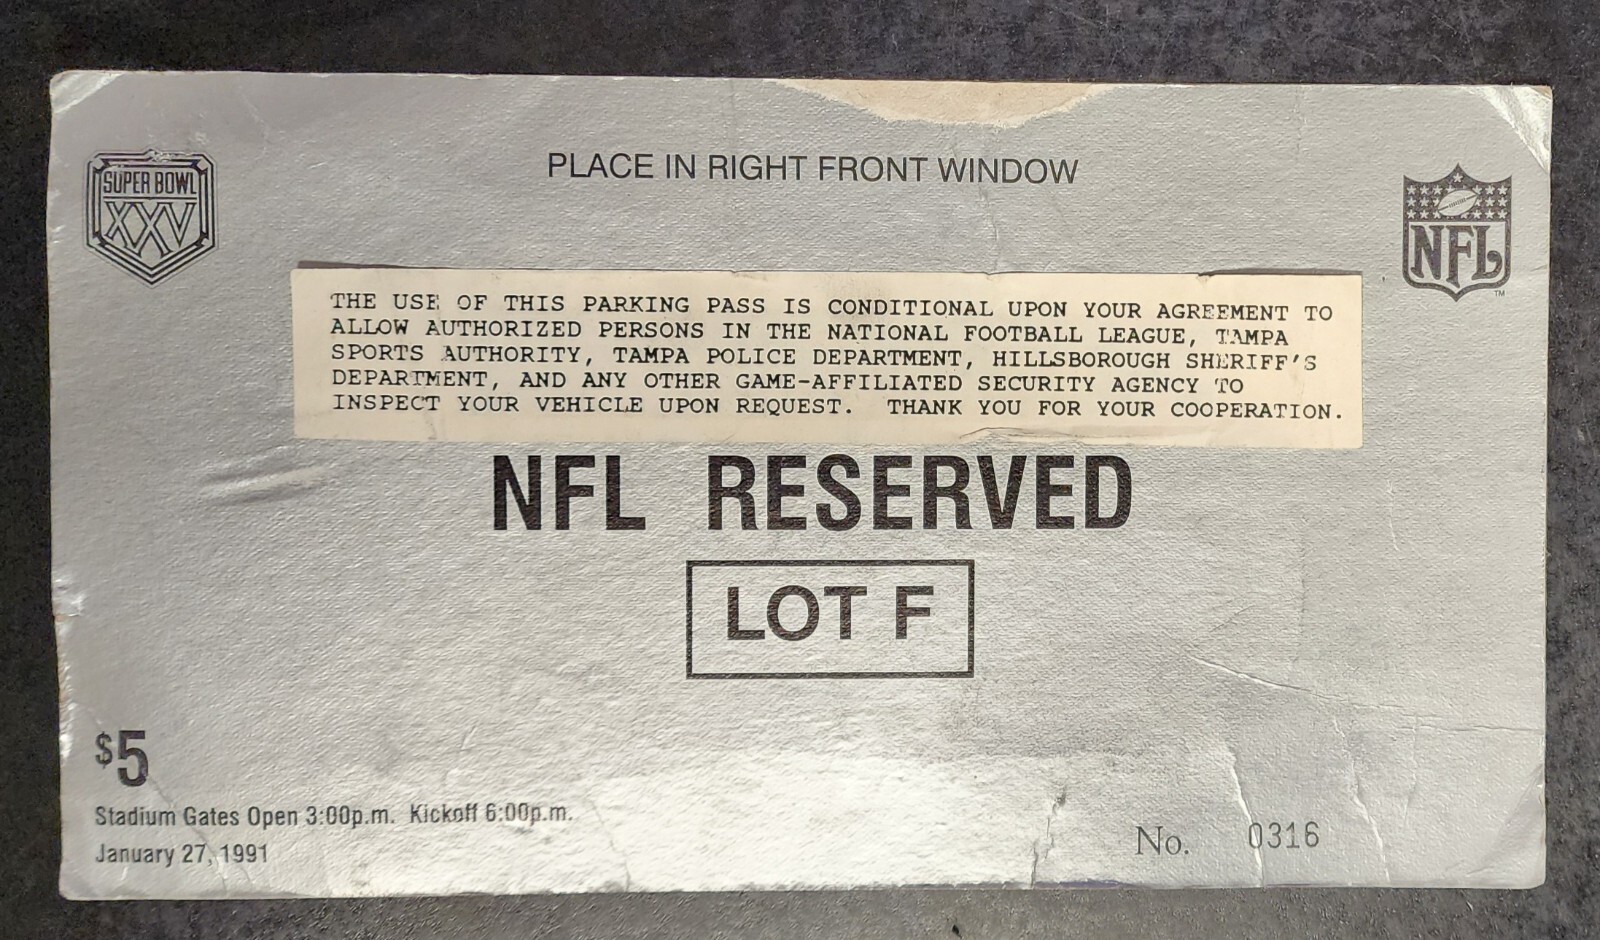 SUPER BOWL
XXV
PLACE IN RIGHT FRONT WINDOW
NFL
TM
THE USE OF THIS PARKING PASS IS CONDITIONAL UPON YOUR AGREEMENT TO
ALLOW AUTHORIZED PERSONS IN THE NATIONAL FOOTBALL LEAGUE, TAMPA
SPORTS AUTHORITY, TAMPA POLICE DEPARTMENT, HILLSBOROUGH SHERIFF'S
DEPARTMENT, AND ANY OTHER GAME-AFFILIATED SECURITY AGENCY TO
INSPECT YOUR VEHICLE UPON REQUEST. THANK YOU FOR YOUR COOPERATION.
NFL RESERVED
LOT F
$5
Stadium Gates Open 3:00p.m. Kickoff 6:00p.m.
January 27, 1991
No. 0316